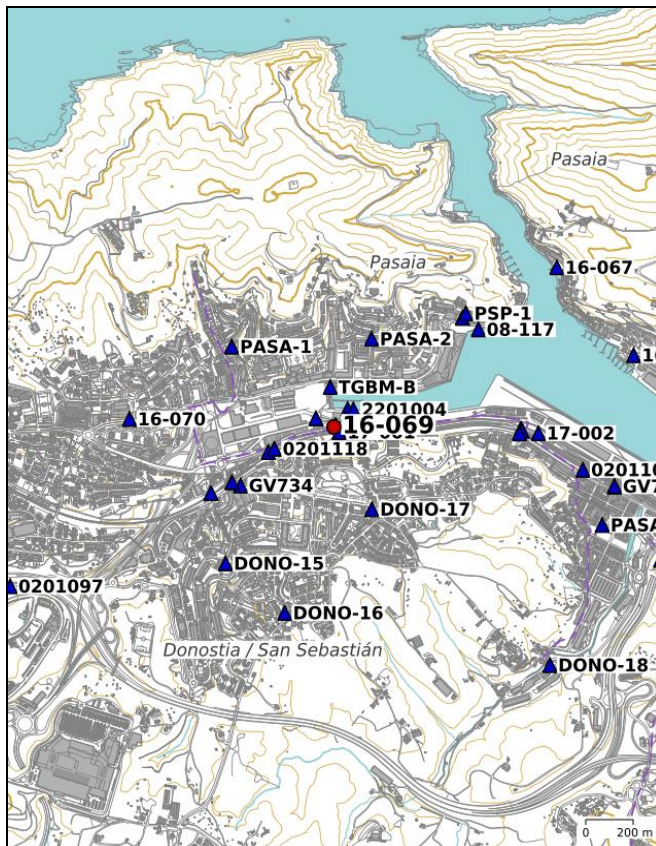 Pasaia
Pasaia
16-067
PSP-1
08-117
PASA-1
PASA-2
TGBM-B
2201004
16-070
16-069
17-002
0201118
GV734
DONO-17
DONO-15
0201097
DONO-16
Donostia / San Sebastián
DONO-18
0 200 m